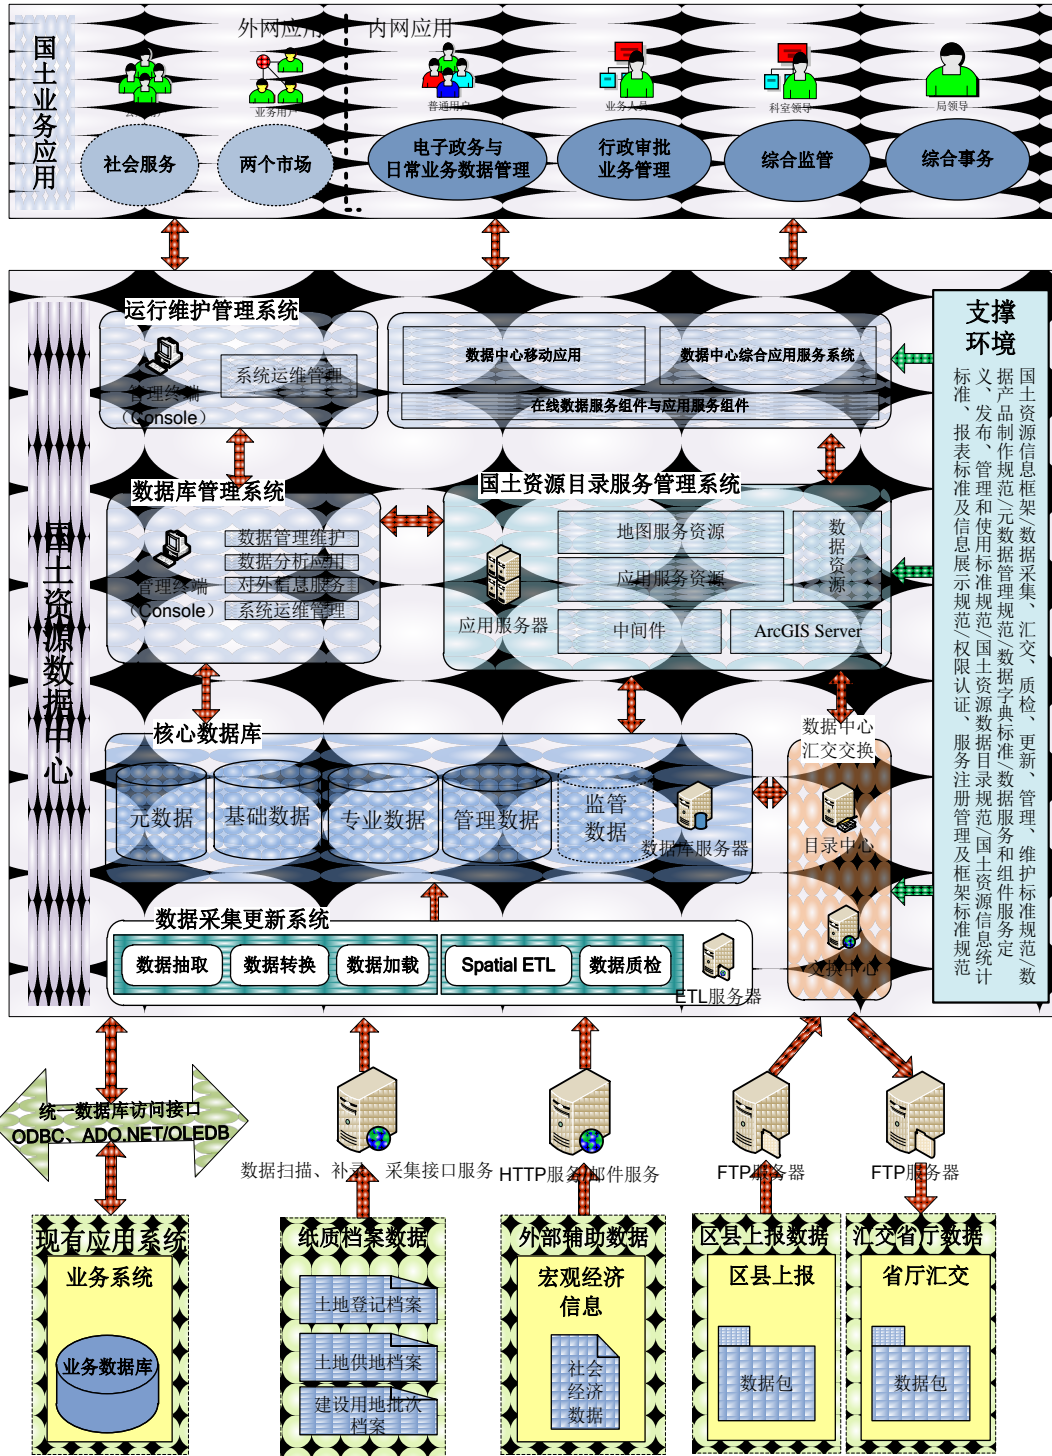 国土业务应用
外网应用
内网应用
业务用户
普通用户
业务人员
科室领导
局领导
社会服务
两个市场
电子政务与
日常业务数据管理
行政审批
业务管理
综合监管
综合事务
国土资源数据中心
运行维护管理系统
管理终端
(Console)
系统运维管理
数据中心移动应用
数据中心综合应用服务系统
在线数据服务组件与应用服务组件
数据库管理系统
管理终端
(Console)
数据管理维护
数据分析应用
对外信息服务
系统运维管理
国土资源目录服务管理系统
应用服务器
地图服务资源
应用服务资源
数据资源
中间件
ArcGIS Server
核心数据库
元数据
基础数据
专业数据
管理数据
监管
数据
数据库服务器
数据中心
汇交交换
目录中心
交换中心
数据采集更新系统
数据抽取
数据转换
数据加载
Spatial ETL
数据质检
ETL服务器
支撑
环境
国土资源信息框架/数据采集、汇交、质检、更新、管理、维护标准规范/数
据产品制作规范/元数据管理规范/数据字典标准/数据服务和组件服务定
义、发布、管理和使用标准规范/国土资源数据目录规范/国土资源信息统计
标准、报表标准及信息展示规范/权限认证、服务注册管理及框架标准规范
统一数据库访问接口
ODBC、ADO.NET/OLEDB
数据扫描、补录、采集接口服务
HTTP服务/邮件服务
FTP服务器
FTP服务器
现有应用系统
业务系统
业务数据库
纸质档案数据
土地登记档案
土地供地档案
建设用地批次
档案
外部辅助数据
宏观经济
信息
社会
经济
数据
区县上报数据
区县上报
数据包
汇交省厅数据
省厅汇交
数据包